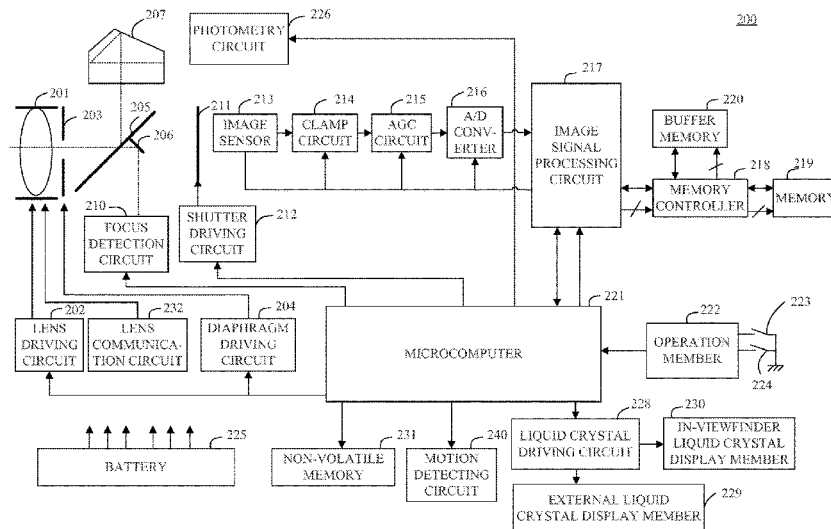 207
226
PHOTOMETRY
CIRCUIT
200
201
203
205
206
211
213
IMAGE
SENSOR
214
CLAMP
CIRCUIT
215
AGC
CIRCUIT
216
A/D
CONV-
ERTER
217
IMAGE
SIGNAL
PROCESSING
CIRCUIT
220
BUFFER
MEMORY
218
MEMORY
CONTROLLER
219
MEMORY
210
FOCUS
DETECTION
CIRCUIT
212
SHUTTER
DRIVING
CIRCUIT
202
LENS
DRIVING
CIRCUIT
232
LENS
COMMUNICA-
TION CIRCUIT
204
DIAPHRAGM
DRIVING
CIRCUIT
221
MICROCOMPUTER
222
OPERATION
MEMBER
223
224
225
BATTERY
231
NON-VOLATILE
MEMORY
240
MOTION
DETECTING
CIRCUIT
228
LIQUID CRYSTAL
DRIVING CIRCUIT
230
IN-VIEWFINDER
LIQUID CRYSTAL
DISPLAY MEMBER
229
EXTERNAL LIQUID
CRYSTAL DISPLAY MEMBER